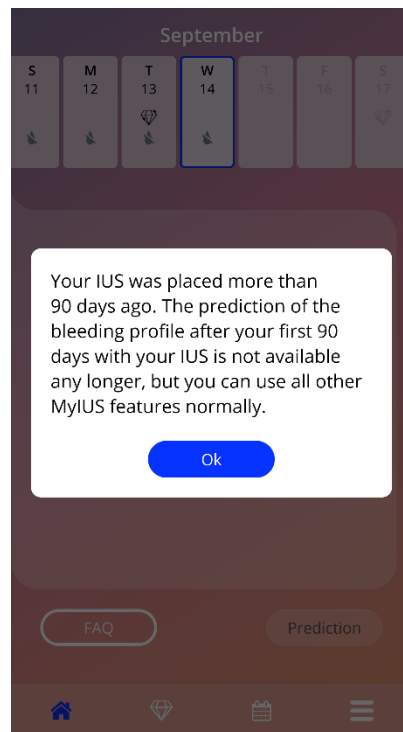 September
S M T W T F S
11 12 13 14 15 16 17
Your IUS was placed more than
90 days ago. The prediction of the
bleeding profile after your first 90
days with your IUS is not available
any longer, but you can use all other
MyIUS features normally.
Ok
FAQ
Prediction